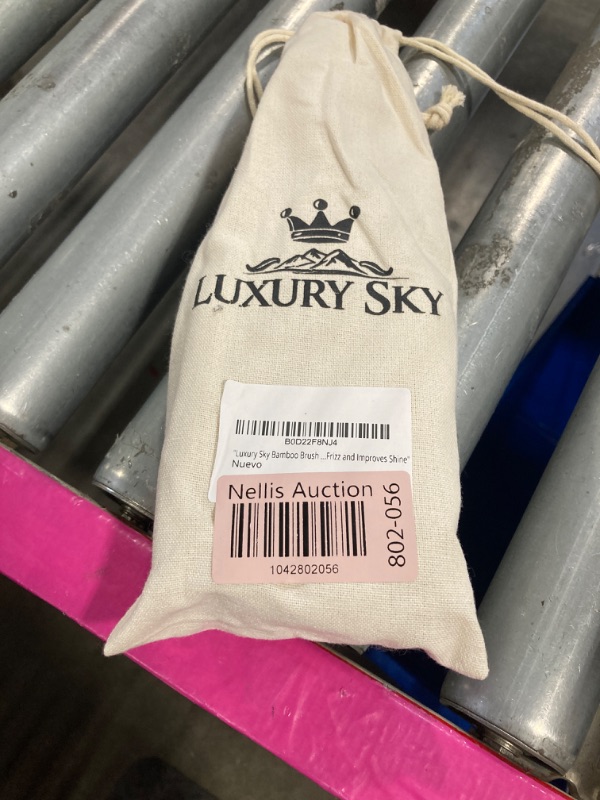 LUXURY SKY
B0D22F8NJ4
"Luxury Sky Bamboo Brush ...Frizz and Improves Shine"
Nuevo
Nellis Auction
1042802056
802-056